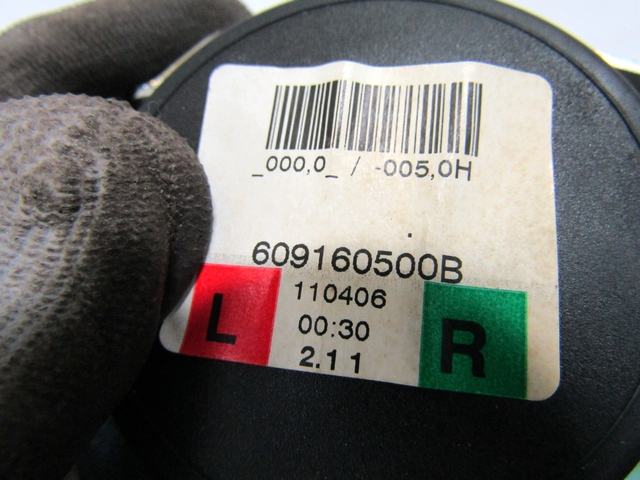 _000,0_ / -005,0H
609160500B
110406
L
00:30
R
2.11